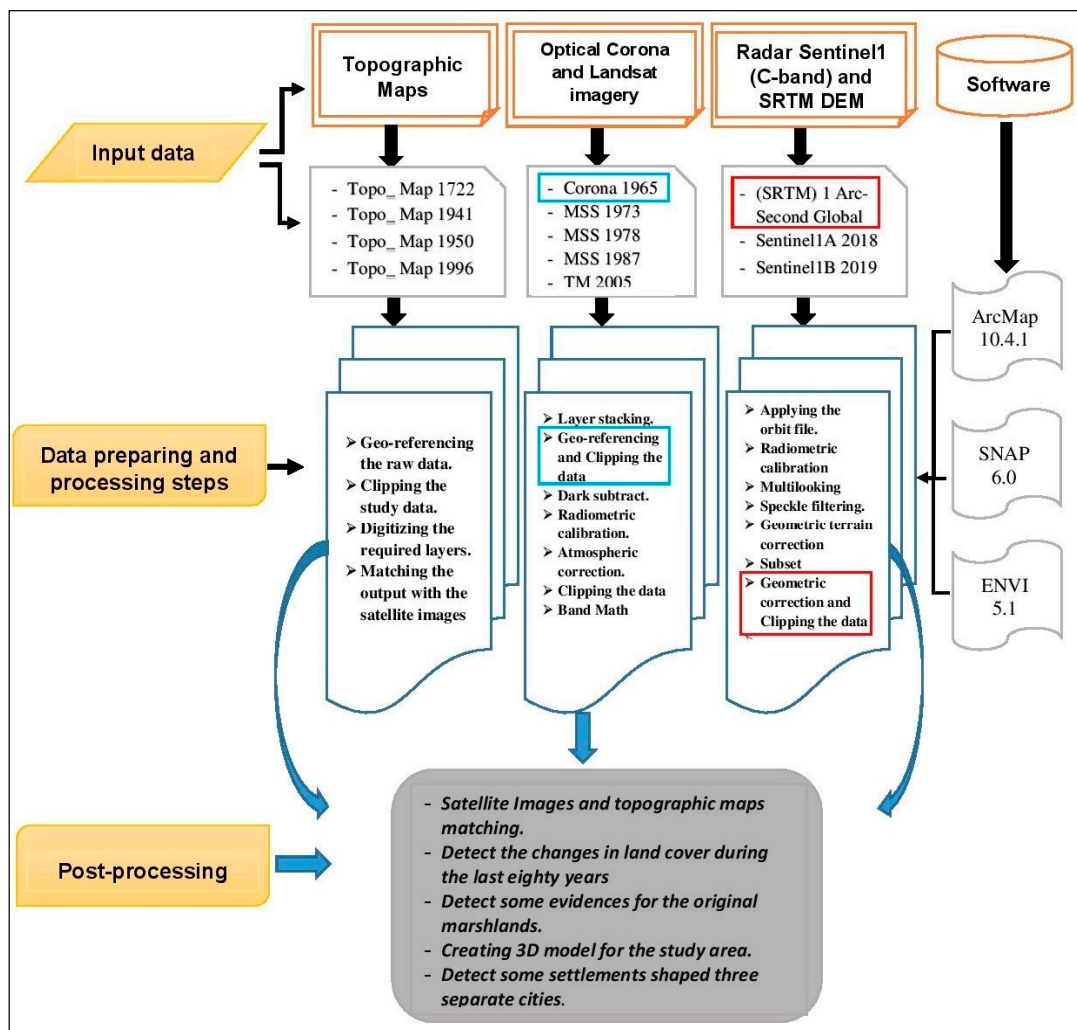 Topographic
Maps
Optical Corona
and Landsat
imagery
Radar Sentinel1
(C-band) and
SRTM DEM
Software
Input data
- Topo_ Map 1722
- Topo_ Map 1941
- Topo_ Map 1950
- Topo_ Map 1996
- Corona 1965
- MSS 1973
- MSS 1978
- MSS 1987
- TM 2005
- (SRTM) 1 Arc-
Second Global
- Sentinel1A 2018
- Sentinel1B 2019
ArcMap
10.4.1
SNAP
6.0
ENVI
5.1
Data preparing and
processing steps
➤ Geo-referencing
the raw data.
➤ Clipping the
study data.
➤ Digitizing the
required layers.
➤ Matching the
output with the
satellite images
➤ Layer stacking.
➤ Geo-referencing
and Clipping the
data
➤ Dark subtract.
➤ Radiometric
calibration.
➤ Atmospheric
correction.
➤ Clipping the data
➤ Band Math
➤ Applying the
orbit file.
➤ Radiometric
calibration
➤ Multilooking
➤ Speckle filtering.
➤ Geometric terrain
correction
➤ Subset
➤ Geometric
correction and
Clipping the data
Post-processing
- Satellite Images and topographic maps
matching.
- Detect the changes in land cover during
the last eighty years
- Detect some evidences for the original
marshlands.
- Creating 3D model for the study area.
- Detect some settlements shaped three
separate cities.